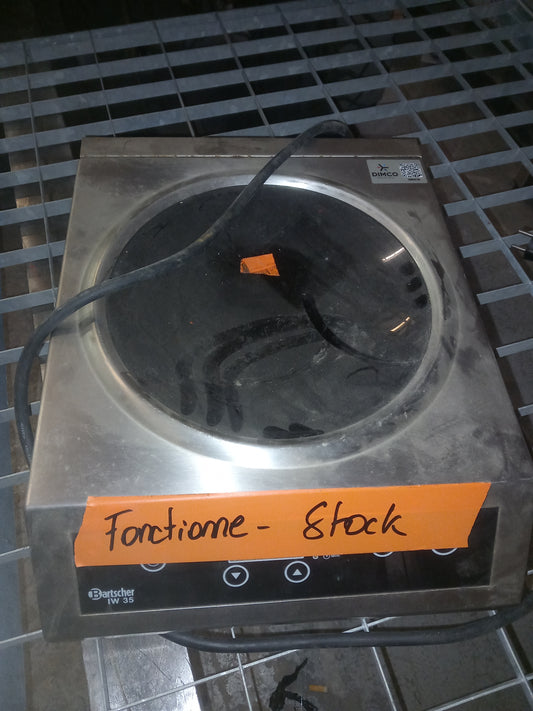 DIMCO
Fonctionne - Stock
Bartscher
IW 35